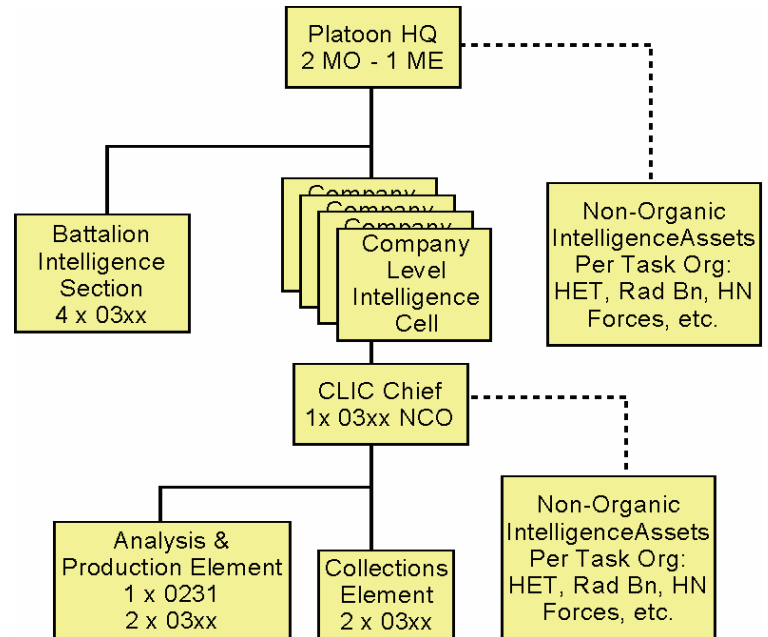 Platoon HQ
2 MO - 1 ME
Battalion
Intelligence
Section
4 x 03xx
Company
Company
Company
Company
Level
Intelligence
Cell
Non-Organic
IntelligenceAssets
Per Task Org:
HET, Rad Bn, HN
Forces, etc.
CLIC Chief
1x 03xx NCO
Analysis &
Production Element
1 x 0231
2 x 03xx
Collections
Element
2 x 03xx
Non-Organic
IntelligenceAssets
Per Task Org:
HET, Rad Bn, HN
Forces, etc.